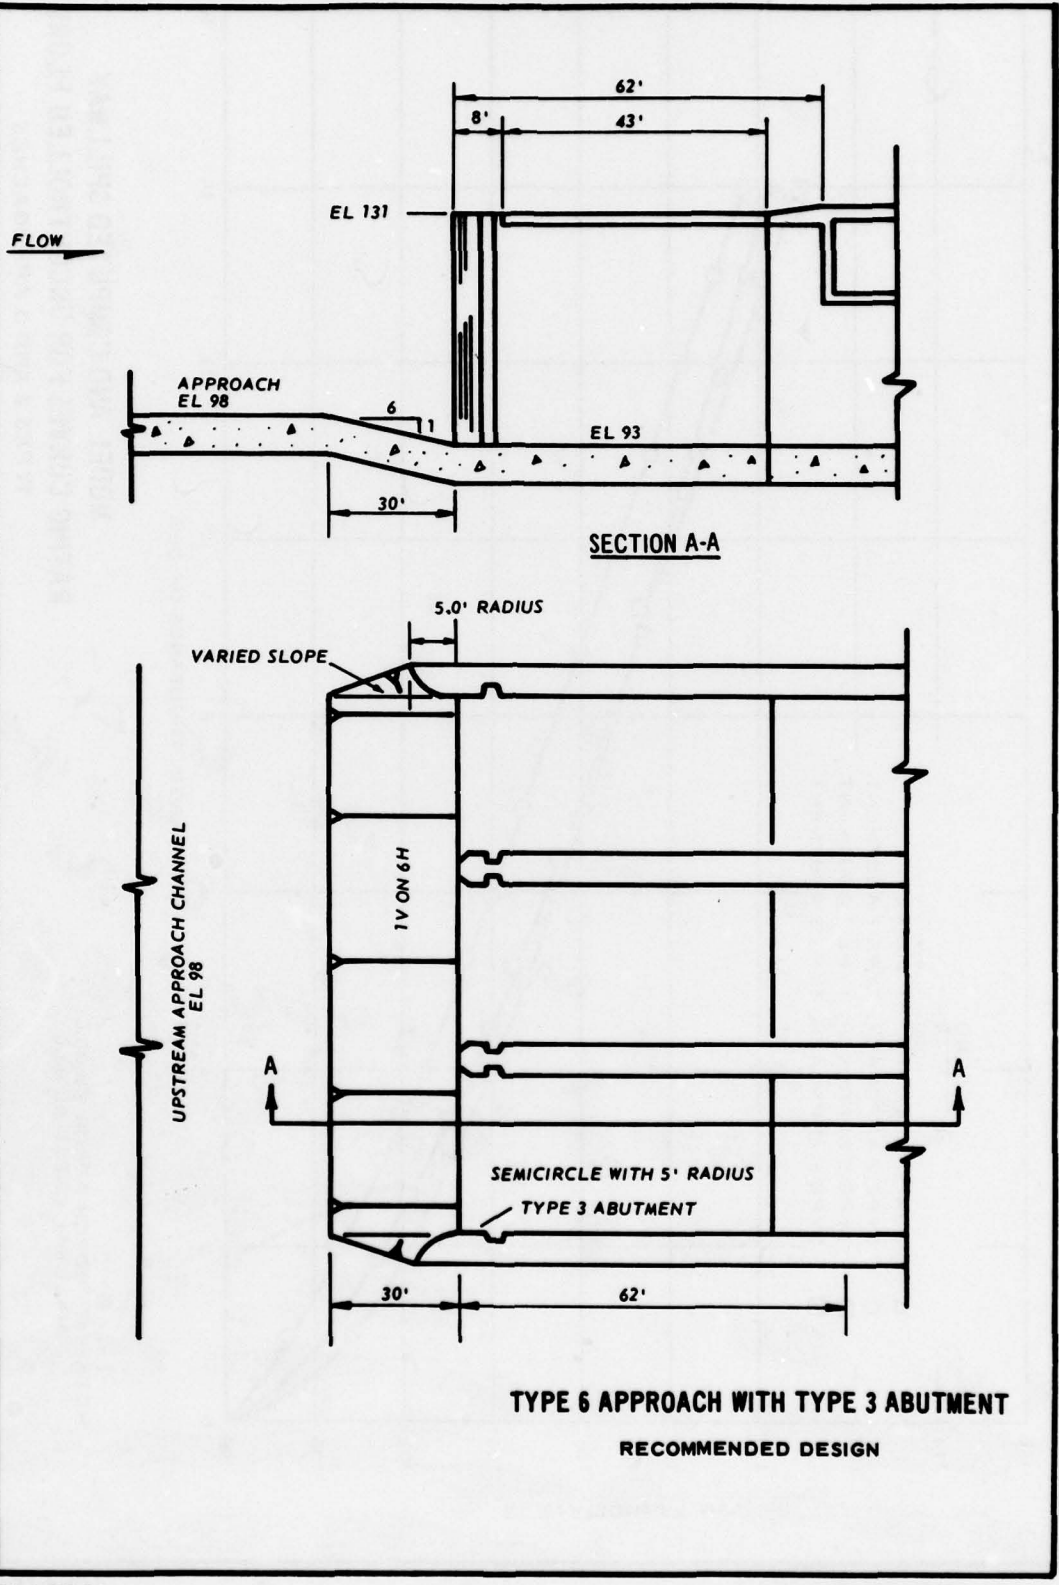 62'
8'
43'
EL 131
FLOW
APPROACH
EL 98
6
1
EL 93
30'
SECTION A-A
5.0' RADIUS
VARIED SLOPE
UPSTREAM APPROACH CHANNEL
EL 98
1V ON 6H
A
A
SEMICIRCLE WITH 5' RADIUS
TYPE 3 ABUTMENT
30'
62'
TYPE 6 APPROACH WITH TYPE 3 ABUTMENT
RECOMMENDED DESIGN